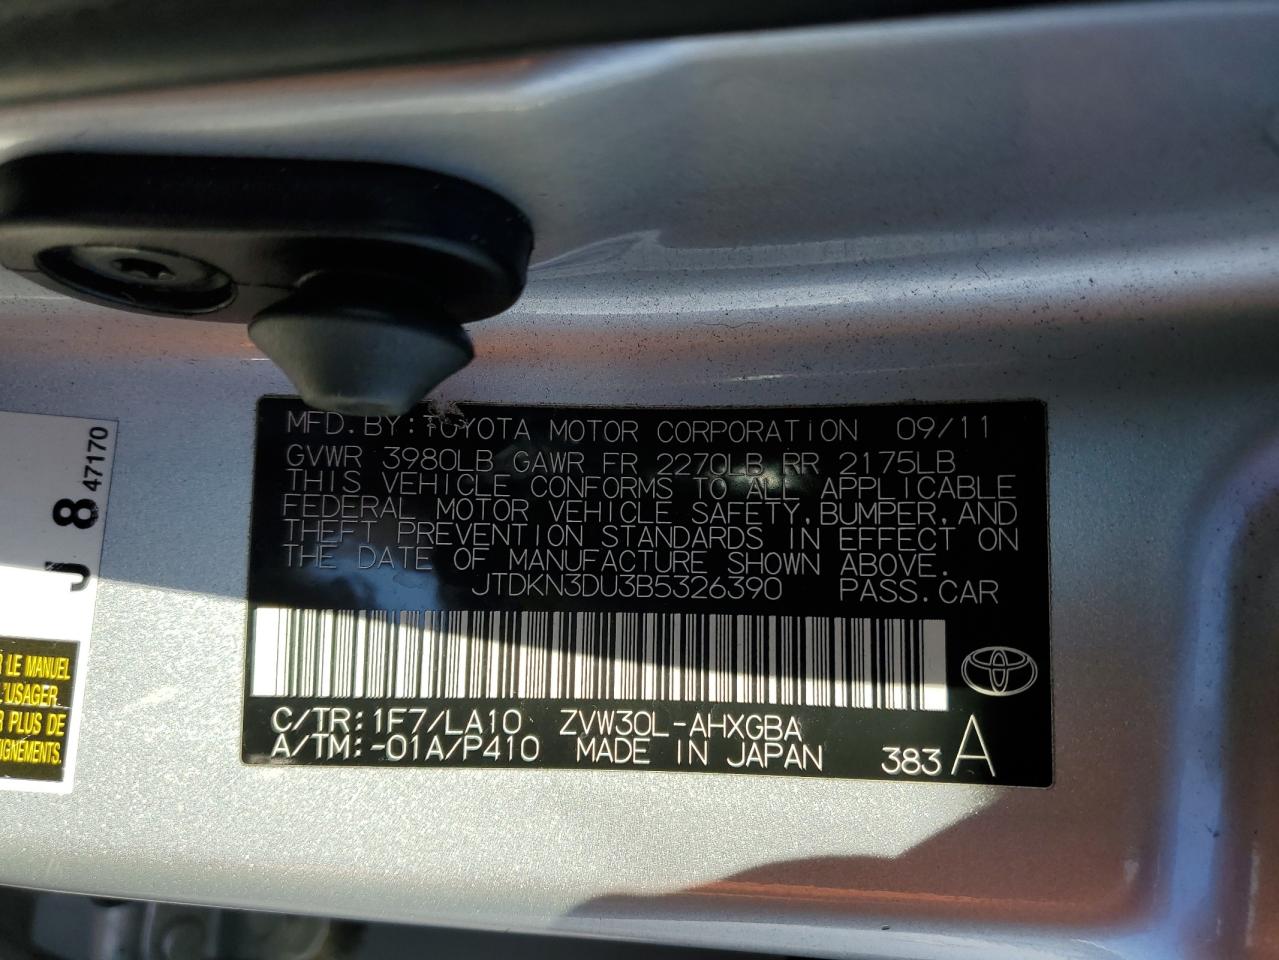 MFD. BY: TOYOTA MOTOR CORPORATION 09/11
GVWR 3980LB GAWR FR 2270LB RR 2175LB
THIS VEHICLE CONFORMS TO ALL APPLICABLE
FEDERAL MOTOR VEHICLE SAFETY, BUMPER, AND
THEFT PREVENTION STANDARDS IN EFFECT ON
THE DATE OF MANUFACTURE SHOWN ABOVE.
JTDKN3DU3B5326390 PASS. CAR
C/TR: 1F7/LA10 ZVW30L-AHXGBA
A/TM: -01A/P410 MADE IN JAPAN 383 A
J 8 47170
LE MANUEL
L'USAGER
PLUS DE